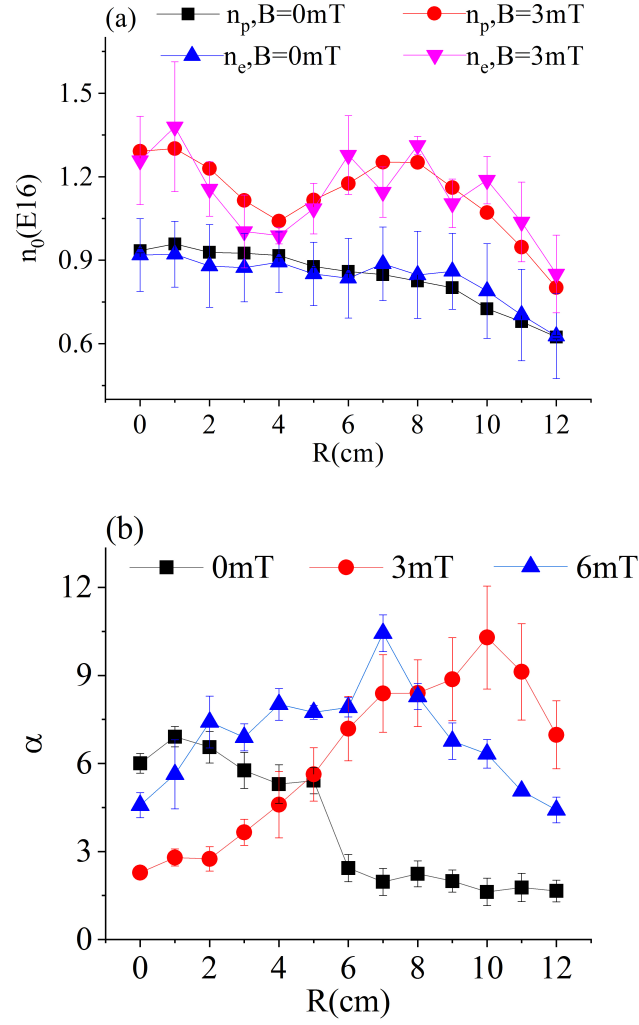 (a)
n_p,B=0mT n_p,B=3mT
n_e,B=0mT n_e,B=3mT
1.5
1.2
0.9
0.6
n_0(E16)
0 2 4 6 8 10 12
R(cm)
(b)
0mT 3mT 6mT
12
9
6
3
0
α
0 2 4 6 8 10 12
R(cm)